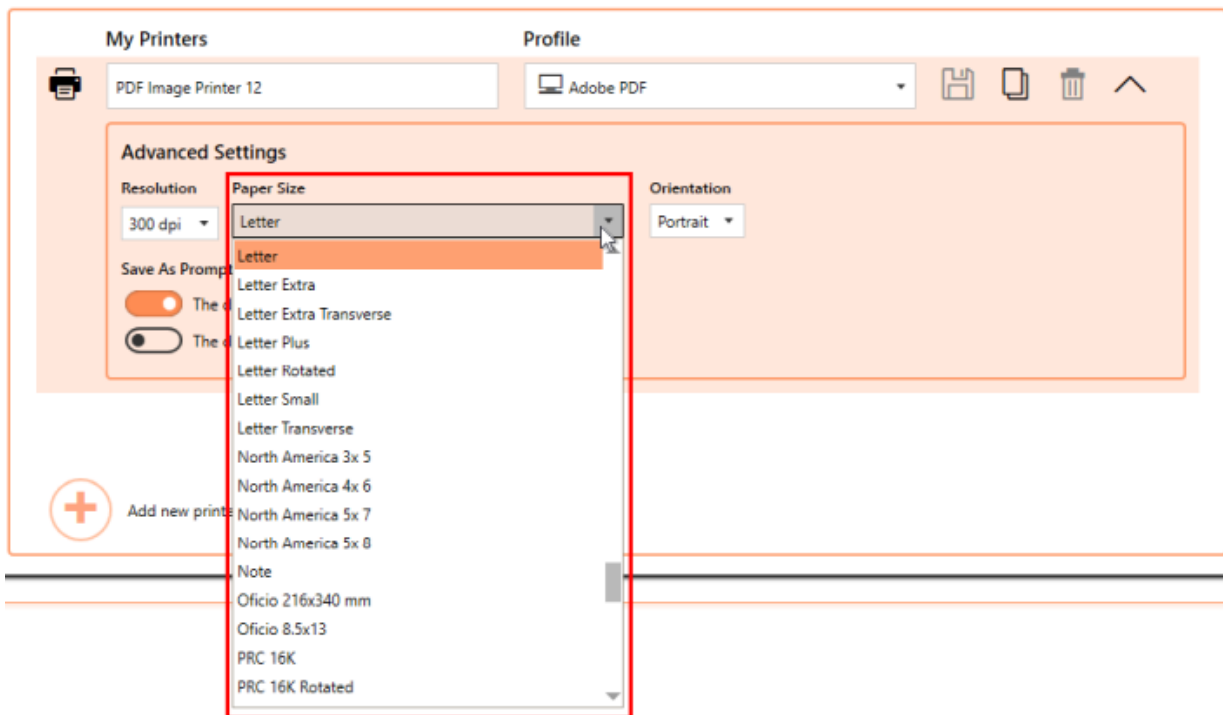 My Printers
Profile
PDF Image Printer 12
Adobe PDF
Advanced Settings
Resolution
Paper Size
Orientation
300 dpi
Letter
Portrait
Letter
Save As Prompt
Letter Extra
The
Letter Extra Transverse
The
Letter Plus
Letter Rotated
Letter Small
Letter Transverse
North America 3x 5
North America 4x 6
Add new
North America 5x 7
North America 5x 8
Note
Oficio 216x340 mm
Oficio 8.5x13
PRC 16K
PRC 16K Rotated